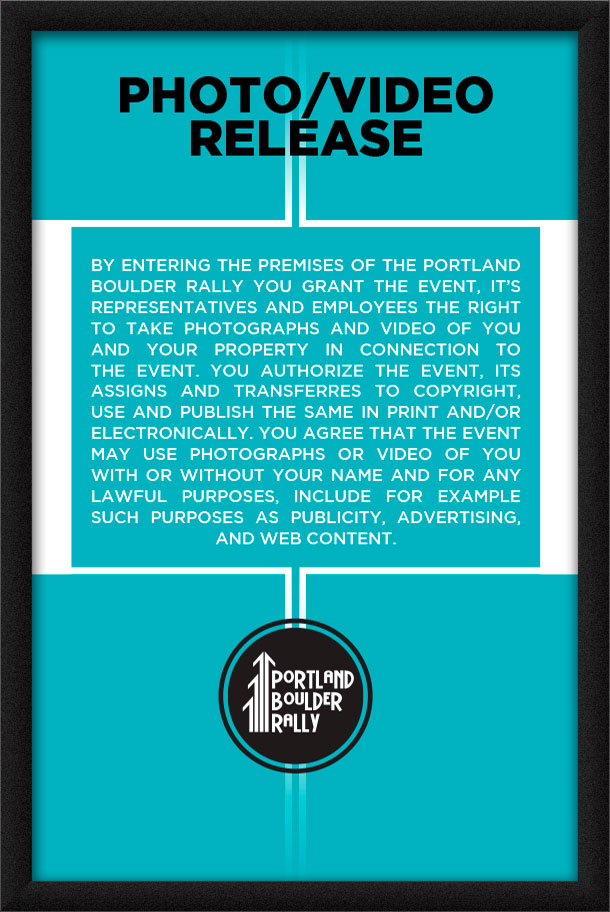 PHOTO/VIDEO
RELEASE
BY ENTERING THE PREMISES OF THE PORTLAND
BOULDER RALLY YOU GRANT THE EVENT, IT'S
REPRESENTATIVES AND EMPLOYEES THE RIGHT
TO TAKE PHOTOGRAPHS AND VIDEO OF YOU
AND YOUR PROPERTY IN CONNECTION TO
THE EVENT. YOU AUTHORIZE THE EVENT, ITS
ASSIGNS AND TRANSFERRES TO COPYRIGHT,
USE AND PUBLISH THE SAME IN PRINT AND/OR
ELECTRONICALLY. YOU AGREE THAT THE EVENT
MAY USE PHOTOGRAPHS OR VIDEO OF YOU
WITH OR WITHOUT YOUR NAME AND FOR ANY
LAWFUL PURPOSES, INCLUDE FOR EXAMPLE
SUCH PURPOSES AS PUBLICITY, ADVERTISING,
AND WEB CONTENT.
PORTLAND
BOULDER
RALLY